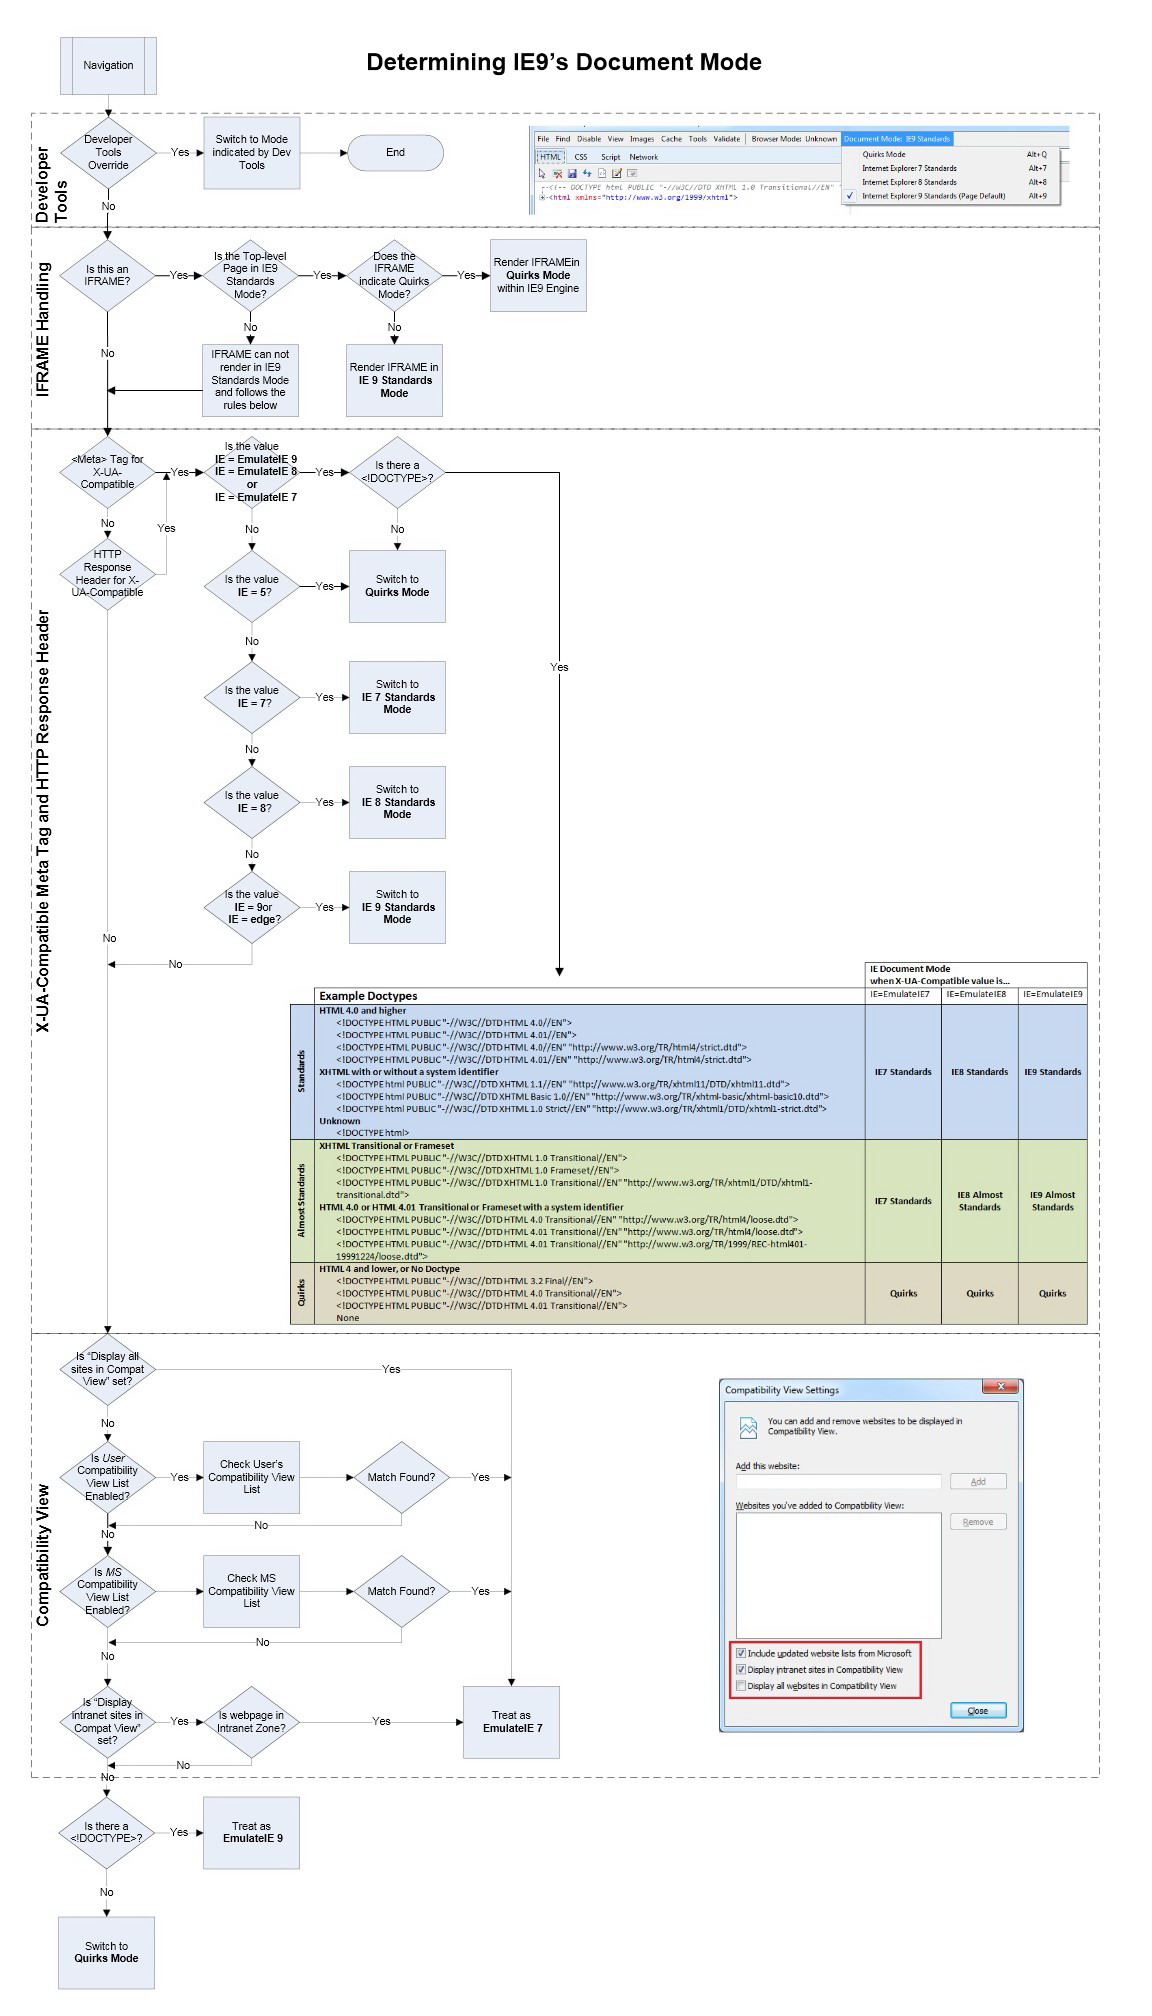 Determining IE9's Document Mode
Navigation
Developer
Tools
Developer
Tools
Override
Yes
Switch to Mode
indicated by Dev
Tools
End
No
File Find Disable View Images Cache Tools Validate Browser Mode: Unknown Document Mode: IE9 Standards
HTML CSS Script Network
Quirks Mode Alt+Q
Internet Explorer 7 Standards Alt+7
Internet Explorer 8 Standards Alt+8
Internet Explorer 9 Standards (Page Default) Alt+9
<!-- DOCTYPE html PUBLIC "-//W3C//DTD XHTML 1.0 Transitional//EN" "
<html xmlns="http://www.w3.org/1999/xhtml">
IFRAME Handling
Is this an
IFRAME?
Yes
Is the Top-level
Page in IE9
Standards
Mode?
Yes
Does the
IFRAME
indicate Quirks
Mode?
Yes
Render IFRAMEin
Quirks Mode
within IE9 Engine
No
No
No
IFRAME can not
render in IE9
Standards Mode
and follows the
rules below
Render IFRAME in
IE 9 Standards
Mode
X-UA-Compatible Meta Tag and HTTP Response Header
<Meta> Tag for
X-UA-
Compatible
Yes
Is the value
IE = EmulateIE 9
IE = EmulateIE 8
or
IE = EmulateIE 7
Yes
Is there a
<!DOCTYPE>?
No
Yes
No
No
HTTP
Response
Header for X-
UA-Compatible
Is the value
IE = 5?
Yes
Switch to
Quirks Mode
No
Yes
Is the value
IE = 7?
Yes
Switch to
IE 7 Standards
Mode
No
Is the value
IE = 8?
Yes
Switch to
IE 8 Standards
Mode
No
Is the value
IE = 9or
IE = edge?
Yes
Switch to
IE 9 Standards
Mode
No
No
IE Document Mode
when X-UA-Compatible value is...
Example Doctypes
IE=EmulateIE7 IE=EmulateIE8 IE=EmulateIE9
Standards
HTML 4.0 and higher
<!DOCTYPE HTML PUBLIC "-//W3C//DTD HTML 4.0//EN">
<!DOCTYPE HTML PUBLIC "-//W3C//DTD HTML 4.01//EN">
<!DOCTYPE HTML PUBLIC "-//W3C//DTD HTML 4.0//EN" "http://www.w3.org/TR/html4/strict.dtd">
<!DOCTYPE HTML PUBLIC "-//W3C//DTD HTML 4.01//EN" "http://www.w3.org/TR/html4/strict.dtd">
XHTML with or without a system identifier
<!DOCTYPE html PUBLIC "-//W3C//DTD XHTML 1.1//EN" "http://www.w3.org/TR/xhtml11/DTD/xhtml11.dtd">
<!DOCTYPE html PUBLIC "-//W3C//DTD XHTML Basic 1.0//EN" "http://www.w3.org/TR/xhtml-basic/xhtml-basic10.dtd">
<!DOCTYPE html PUBLIC "-//W3C//DTD XHTML 1.0 Strict//EN" "http://www.w3.org/TR/xhtml1/DTD/xhtml1-strict.dtd">
Unknown
<!DOCTYPE html>
IE7 Standards IE8 Standards IE9 Standards
Almost Standards
XHTML Transitional or Frameset
<!DOCTYPE HTML PUBLIC "-//W3C//DTD XHTML 1.0 Transitional//EN">
<!DOCTYPE HTML PUBLIC "-//W3C//DTD XHTML 1.0 Frameset//EN">
<!DOCTYPE HTML PUBLIC "-//W3C//DTD XHTML 1.0 Transitional//EN" "http://www.w3.org/TR/xhtml1/DTD/xhtml1-
transitional.dtd">
HTML 4.0 or HTML 4.01 Transitional or Frameset with a system identifier
<!DOCTYPE HTML PUBLIC "-//W3C//DTD HTML 4.0 Transitional//EN" "http://www.w3.org/TR/html4/loose.dtd">
<!DOCTYPE HTML PUBLIC "-//W3C//DTD HTML 4.01 Transitional//EN" "http://www.w3.org/TR/html4/loose.dtd">
<!DOCTYPE HTML PUBLIC "-//W3C//DTD HTML 4.01 Transitional//EN" "http://www.w3.org/TR/1999/REC-html401-
19991224/loose.dtd">
IE7 Standards
IE8 Almost
Standards
IE9 Almost
Standards
Quirks
HTML 4 and lower, or No Doctype
<!DOCTYPE HTML PUBLIC "-//W3C//DTD HTML 3.2 Final//EN">
<!DOCTYPE HTML PUBLIC "-//W3C//DTD HTML 4.0 Transitional//EN">
<!DOCTYPE HTML PUBLIC "-//W3C//DTD HTML 4.01 Transitional//EN">
None
Quirks Quirks Quirks
Compatibility View
Is "Display all
sites in Compat
View" set?
Yes
No
Is User
Compatibility
View List
Enabled?
Yes
Check User's
Compatibility View
List
Match Found?
Yes
No
No
Is MS
Compatibility
View List
Enabled?
Check MS
Compatibility View
List
Match Found?
Yes
No
No
Is "Display
intranet sites in
Compat View"
set?
Yes
Is webpage in
Intranet Zone?
Yes
Treat as
EmulateIE 7
No
No
Compatibility View Settings
You can add and remove websites to be displayed in
Compatibility View.
Add this website:
Add
Websites you've added to Compatibility View:
Remove
Include updated website lists from Microsoft
Display intranet sites in Compatibility View
Display all websites in Compatibility View
Close
Is there a
<!DOCTYPE>?
Yes
Treat as
EmulateIE 9
No
Switch to
Quirks Mode